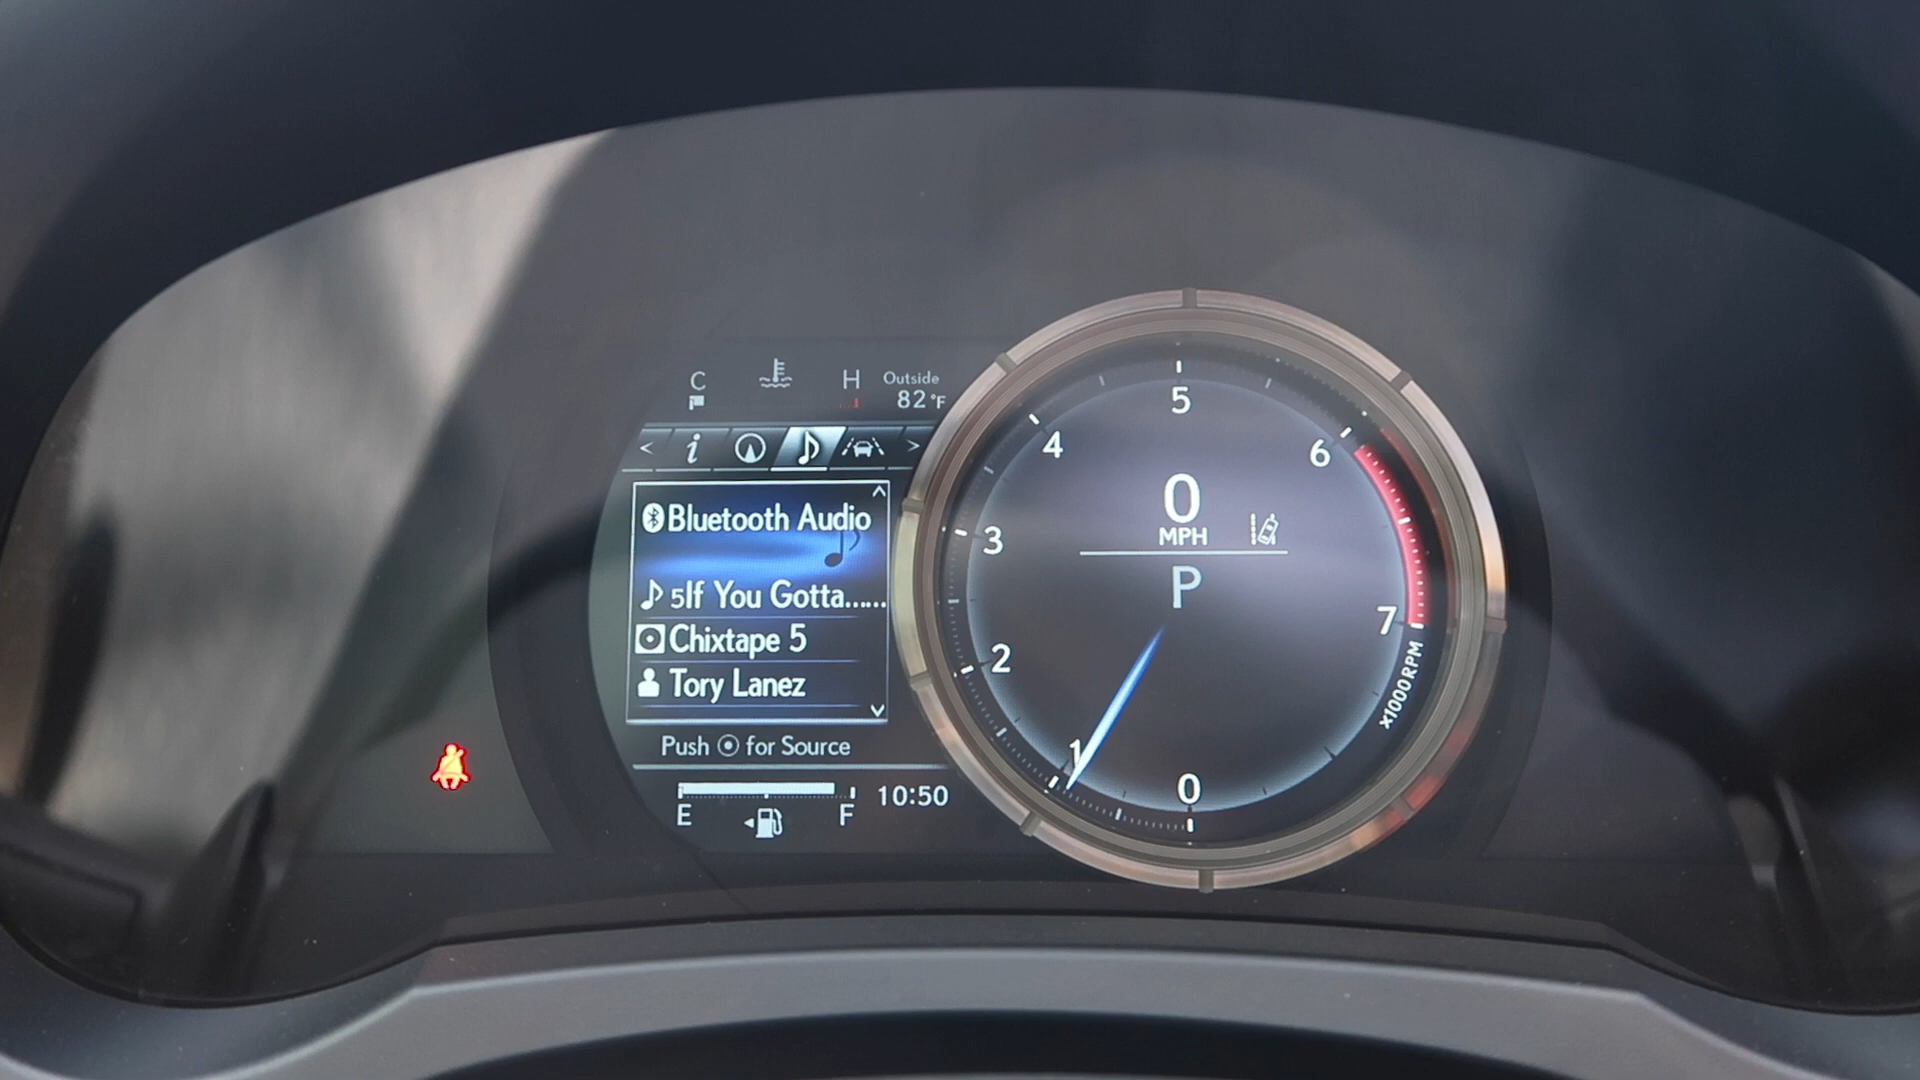 C H Outside
82°F
< i >
Bluetooth Audio
5If You Gotta......
Chixtape 5
Tory Lanez
Push for Source
E F 10:50
5
4 6
3
2 7
1 0
0
MPH
P
x1000RPM